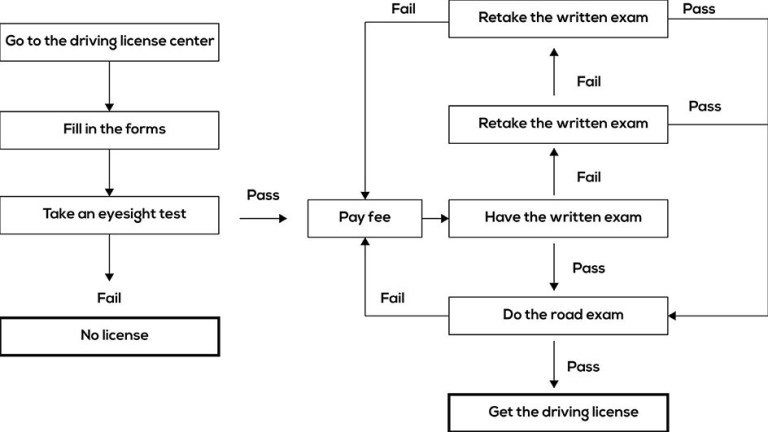 Go to the driving license center
Fill in the forms
Take an eyesight test
Fail
No license
Pass
Pay fee
Fail
Retake the written exam
Pass
Fail
Retake the written exam
Pass
Fail
Have the written exam
Pass
Do the road exam
Fail
Pass
Get the driving license